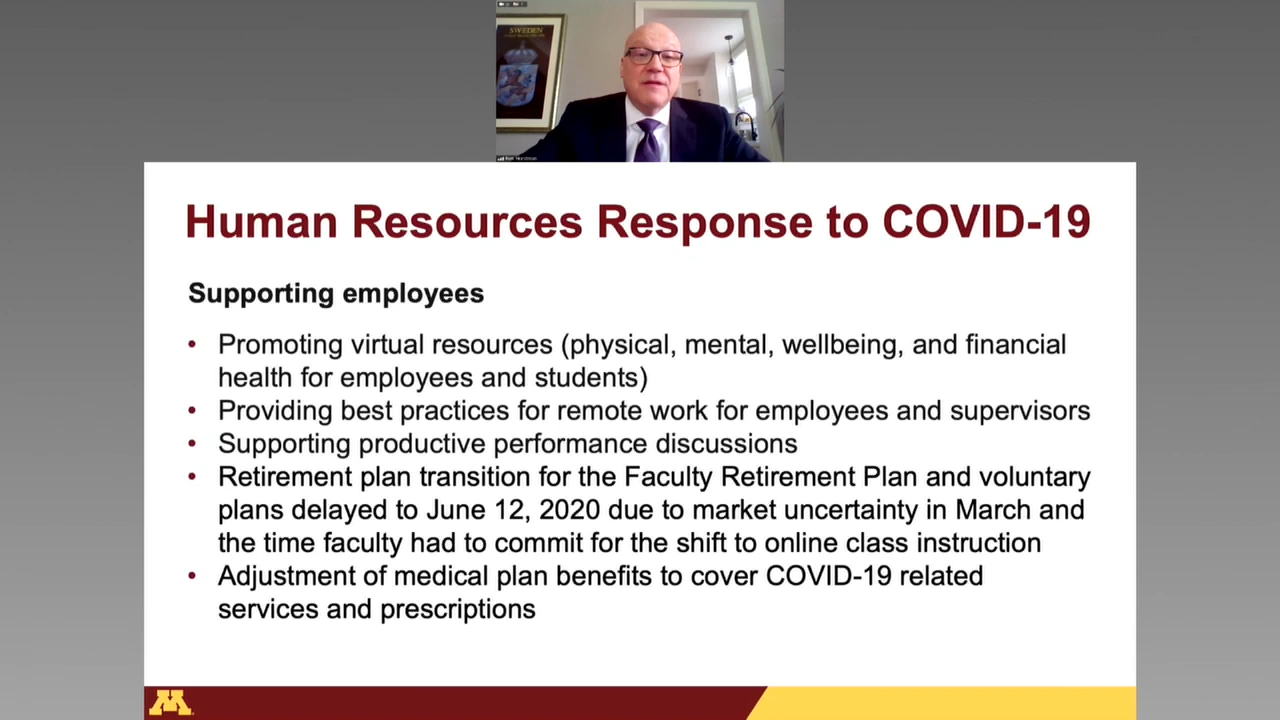 SWEDEN
Human Resources Response to COVID-19
Supporting employees
• Promoting virtual resources (physical, mental, wellbeing, and financial
health for employees and students)
• Providing best practices for remote work for employees and supervisors
• Supporting productive performance discussions
• Retirement plan transition for the Faculty Retirement Plan and voluntary
plans delayed to June 12, 2020 due to market uncertainty in March and
the time faculty had to commit for the shift to online class instruction
• Adjustment of medical plan benefits to cover COVID-19 related
services and prescriptions
M